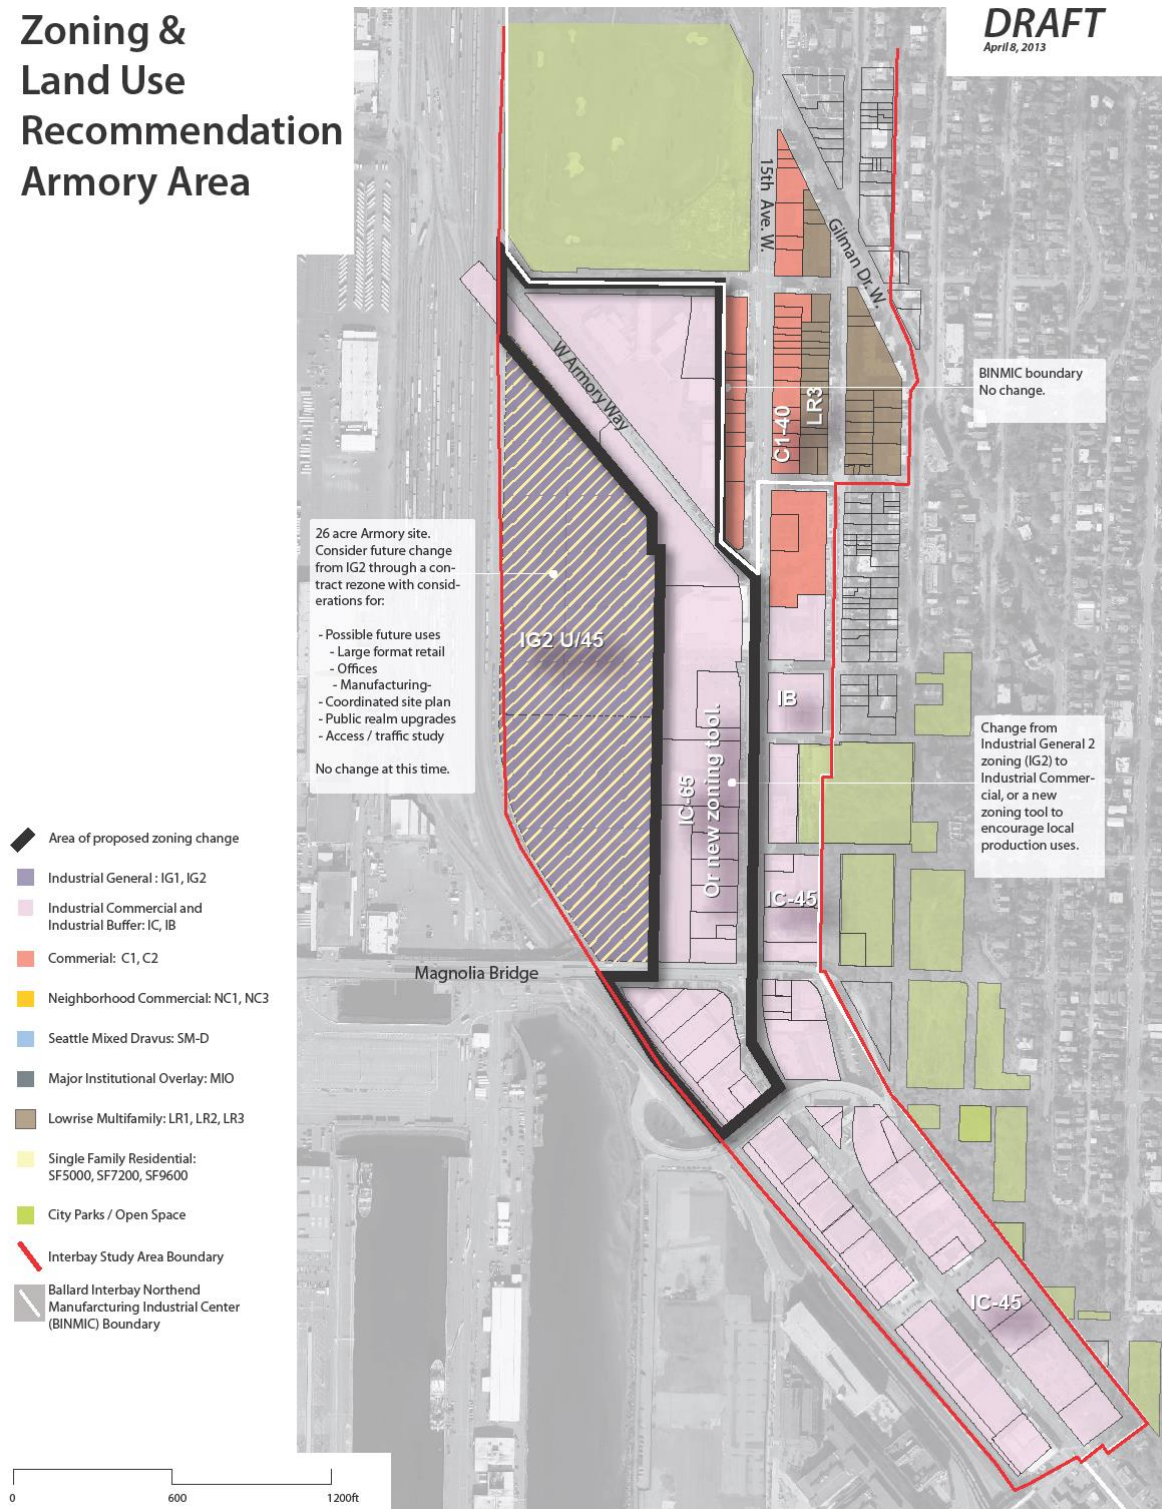 Zoning &
Land Use
Recommendation
Armory Area
DRAFT
April 8, 2013
15th Ave. W.
Gilman Dr. W.
W Armory Way
BINMIC boundary
No change.
C1-40
LR3
26 acre Armory site.
Consider future change
from IG2 through a con-
tract rezone with consid-
erations for:
- Possible future uses
- Large format retail
- Offices
- Manufacturing-
- Coordinated site plan
- Public realm upgrades
- Access / traffic study
No change at this time.
IG2 U/45
IB
IC-65
Or new zoning tool.
Change from
Industrial General 2
zoning (IG2) to
Industrial Commer-
cial, or a new
zoning tool to
encourage local
production uses.
IC-45
Magnolia Bridge
IC-45
Area of proposed zoning change
Industrial General : IG1, IG2
Industrial Commercial and
Industrial Buffer: IC, IB
Commerial: C1, C2
Neighborhood Commercial: NC1, NC3
Seattle Mixed Dravus: SM-D
Major Institutional Overlay: MIO
Lowrise Multifamily: LR1, LR2, LR3
Single Family Residential:
SF5000, SF7200, SF9600
City Parks / Open Space
Interbay Study Area Boundary
Ballard Interbay Northend
Manufarcturing Industrial Center
(BINMIC) Boundary
0 600 1200ft